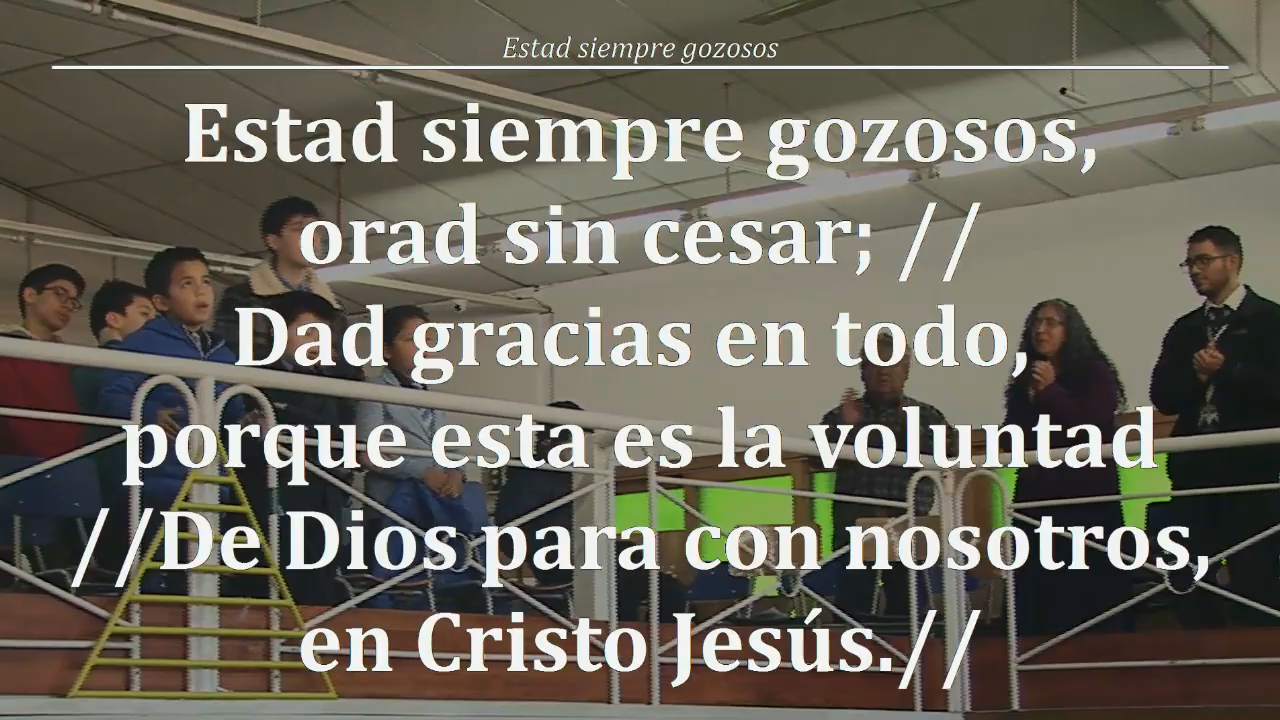 Estad siempre gozosos
Estad siempre gozosos,
orad sin cesar; //
Dad gracias en todo,
porque esta es la voluntad
//De Dios para con nosotros,
en Cristo Jesús.//